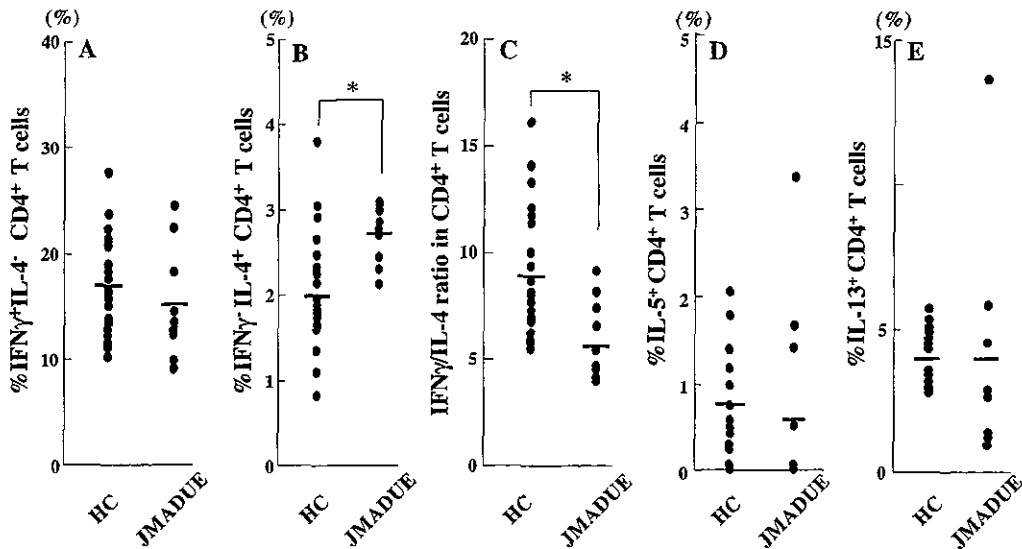 (%)
A
40
30
20
10
0
%IFNγ⁺IL-4⁻ CD4⁺ T cells
HC
JMADUE
(%)
B
5
4
3
2
1
0
*
%IFNγ⁻IL-4⁺ CD4⁺ T cells
HC
JMADUE
C
20
15
10
5
0
*
IFNγ/IL-4 ratio in CD4⁺ T cells
HC
JMADUE
(%)
D
5
4
3
2
1
0
%IL-5⁺CD4⁺ T cells
HC
JMADUE
(%)
E
15
5
0
%IL-13⁺CD4⁺ T cells
HC
JMADUE